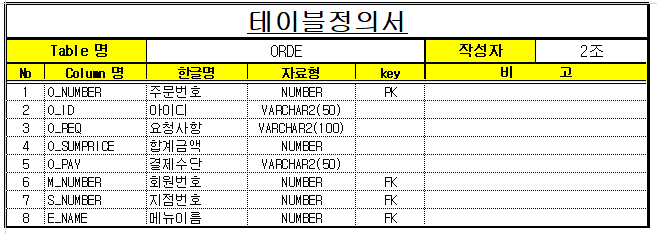 테이블정의서
Table 명 ORDE 작성자 2조
No Column 명 한글명 자료형 key 비 고
1 O_NUMBER 주문번호 NUMBER PK
2 O_ID 아이디 VARCHAR2(50)
3 O_REQ 요청사항 VARCHAR2(100)
4 O_SUMPRICE 합계금액 NUMBER
5 O_PAV 결제수단 VARCHAR2(50)
6 M_NUMBER 회원번호 NUMBER FK
7 S_NUMBER 지점번호 NUMBER FK
8 E_NAME 메뉴이름 NUMBER FK